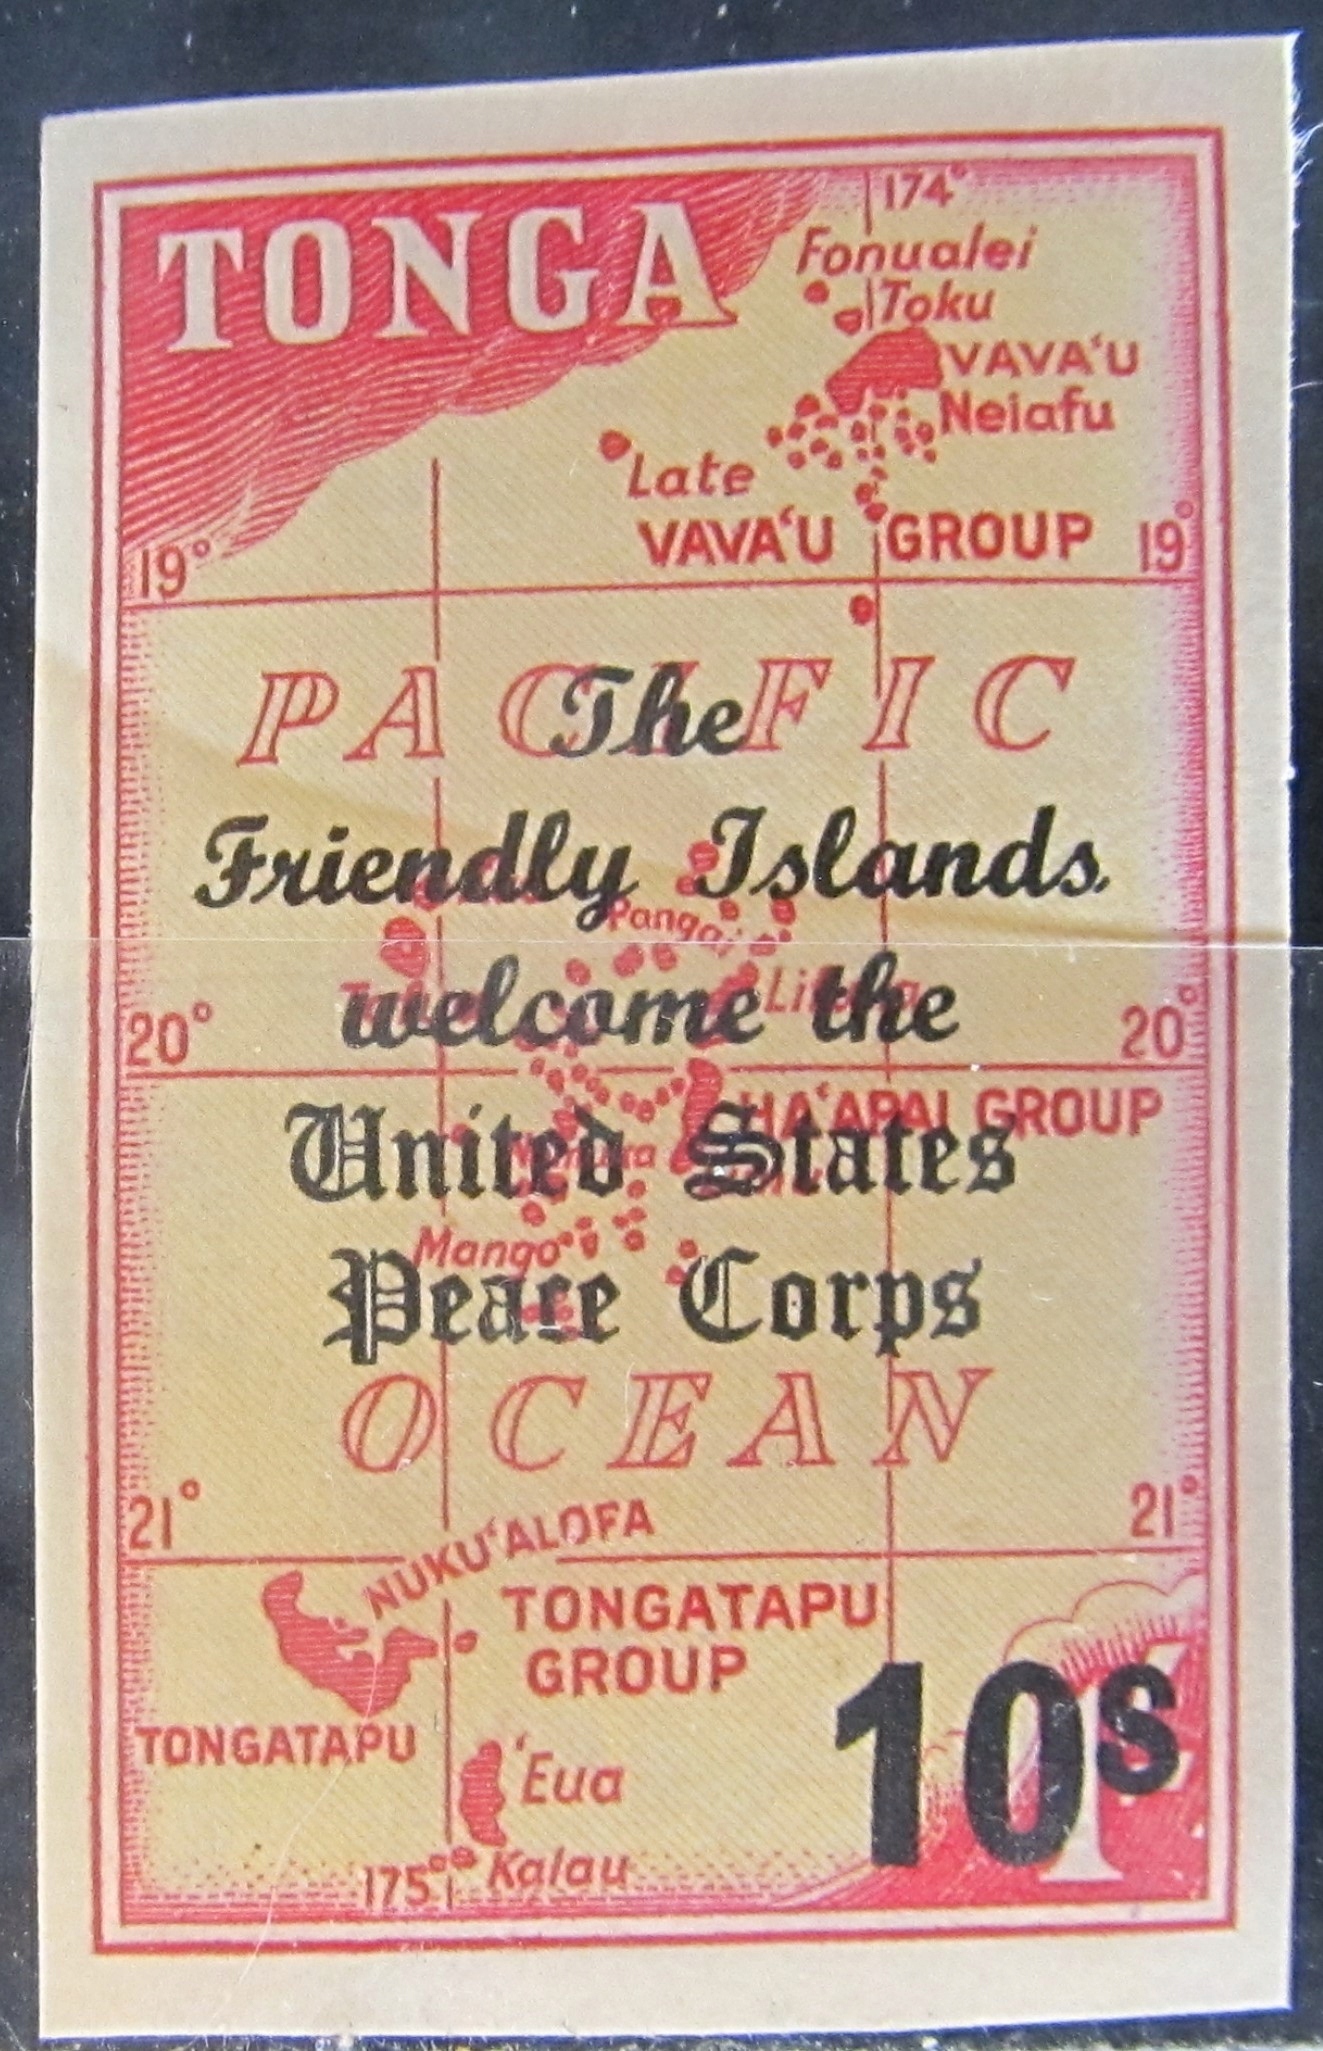 TONGA
174°
Fonualei
Toku
VAVA‘U
Neiafu
Late
VAVA‘U GROUP
19° 19°
PACIFIC
The
Friendly Islands
Pangai
welcome the
20° 20°
HA‘APAI GROUP
United States
Mango
Peace Corps
OCEAN
21° 21°
NUKU‘ALOFA
TONGATAPU
GROUP
10s
TONGATAPU
‘Eua
175° Kalau